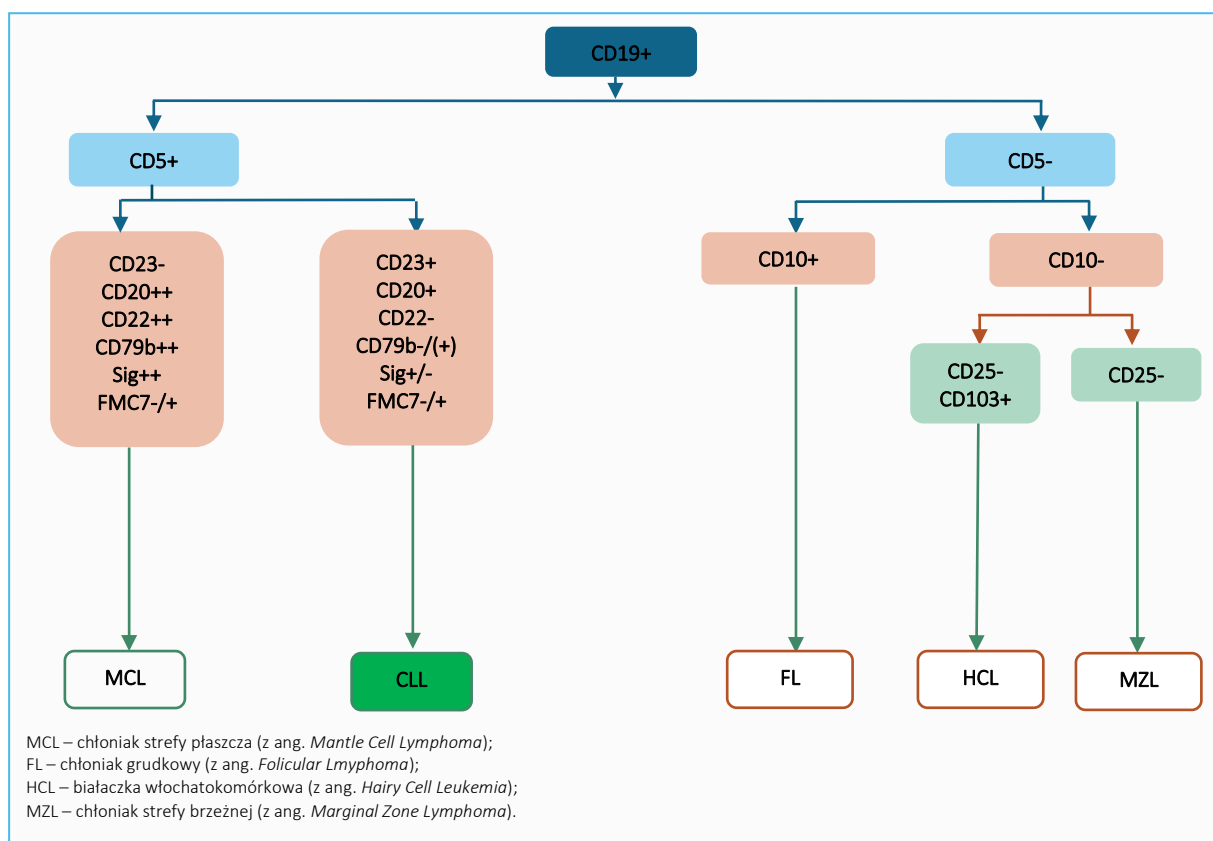 CD19+
CD5+
CD5-
CD23-
CD20++
CD22++
CD79b++
Sig++
FMC7-/+
CD23+
CD20+
CD22-
CD79b-/(+)
Sig+/-
FMC7-/+
CD10+
CD10-
CD25-
CD103+
CD25-
MCL
CLL
FL
HCL
MZL
MCL – chłoniak strefy płaszcza (z ang. Mantle Cell Lymphoma);
FL – chłoniak grudkowy (z ang. Folicular Lmyphoma);
HCL – białaczka włochatokomórkowa (z ang. Hairy Cell Leukemia);
MZL – chłoniak strefy brzeżnej (z ang. Marginal Zone Lymphoma).